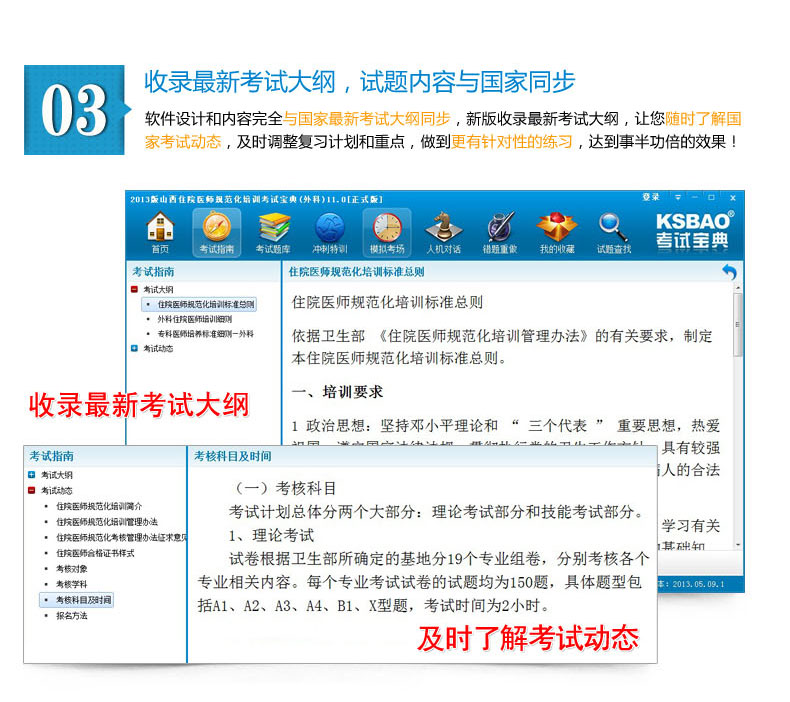 03
收录最新考试大纲，试题内容与国家同步
软件设计和内容完全与国家最新考试大纲同步，新版收录最新考试大纲，让您随时了解国
家考试动态，及时调整复习计划和重点，做到更有针对性的练习，达到事半功倍的效果！
2013版山西住院医师规范化培训考试宝典(外科)11.0[正式版]
登录
首页 考试指南 考试题库 冲刺特训 模拟考场 人机对话 错题重做 我的收藏 试题查找
KSBAO®
考试宝典
考试指南
考试大纲
住院医师规范化培训标准总则
外科住院医师培训细则
专科医师培养标准细则－外科
考试动态
住院医师规范化培训标准总则
住院医师规范化培训标准总则
依据卫生部 《住院医师规范化培训管理办法》的有关要求，制定
本住院医师规范化培训标准总则。
一、培训要求
1 政治思想：坚持邓小平理论和 “ 三个代表 ” 重要思想，热爱
具有较强
人的合法
学习有关
本：2013.05.09.1
收录最新考试大纲
考试指南
考试大纲
考试动态
住院医师规范化培训简介
住院医师规范化培训管理办法
住院医师规范化考核管理办法征求意见
住院医师合格证书样式
考核对象
考核学科
考核科目及时间
报名方法
考核科目及时间
（一）考核科目
考试计划总体分两个大部分：理论考试部分和技能考试部分。
1、理论考试
试卷根据卫生部所确定的基地分19个专业组卷，分别考核各个
专业相关内容。每个专业考试试卷的试题均为150题，具体题型包
括A1、A2、A3、A4、B1、X型题，考试时间为2小时。
及时了解考试动态